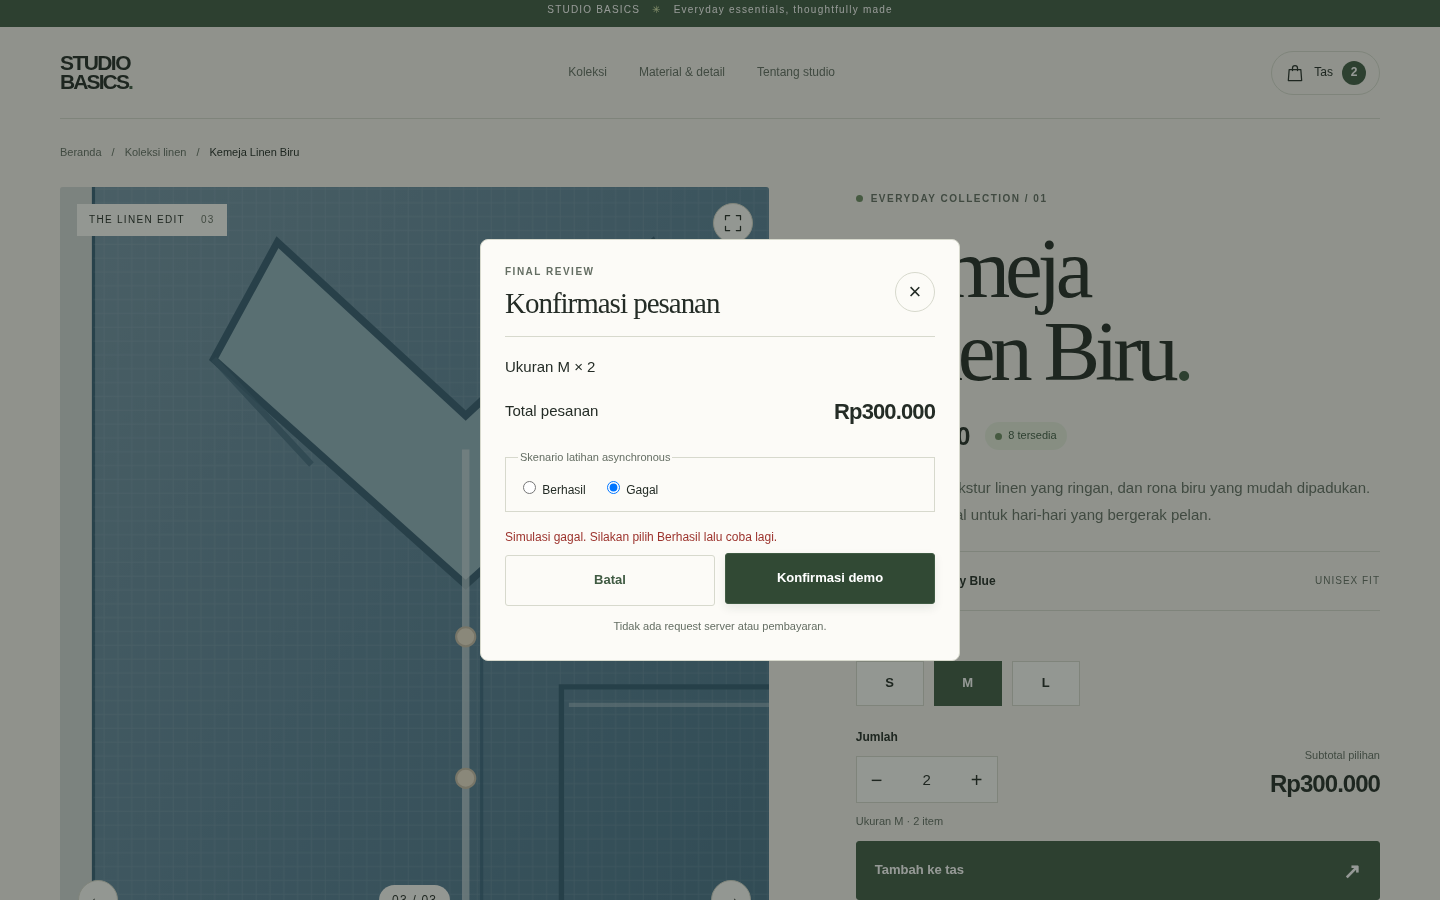 STUDIO BASICS ✳ Everyday essentials, thoughtfully made
STUDIO
BASICS.
Koleksi Material & detail Tentang studio
Tas 2
Beranda / Koleksi linen / Kemeja Linen Biru
THE LINEN EDIT 03
EVERYDAY COLLECTION / 01
meja
en Biru.
0
8 tersedia
kstur linen yang ringan, dan rona biru yang mudah dipadukan.
al untuk hari-hari yang bergerak pelan.
y Blue
UNISEX FIT
FINAL REVIEW
Konfirmasi pesanan
×
Ukuran M × 2
Total pesanan Rp300.000
Skenario latihan asynchronous
Berhasil Gagal
Simulasi gagal. Silakan pilih Berhasil lalu coba lagi.
Batal Konfirmasi demo
Tidak ada request server atau pembayaran.
S M L
Jumlah
− 2 +
Subtotal pilihan
Rp300.000
Ukuran M · 2 item
Tambah ke tas ↗
03 / 03